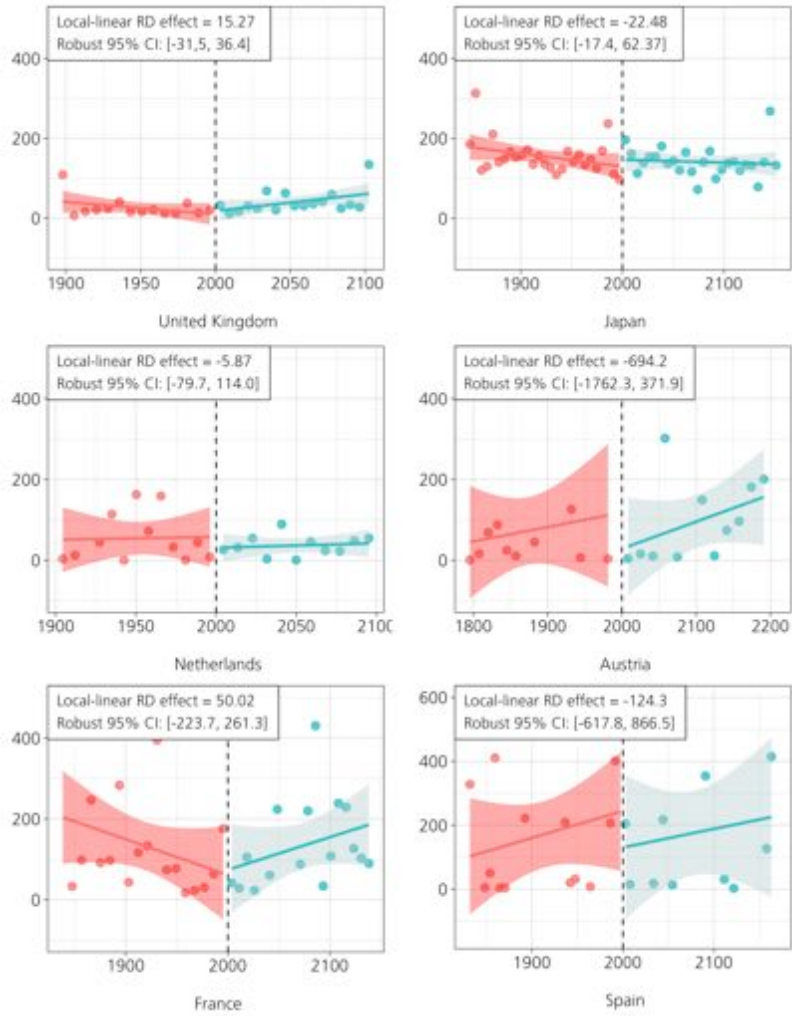 Local-linear RD effect = 15.27
Robust 95% CI: [-31,5, 36.4]
400
200
0
1900
1950
2000
2050
2100
United Kingdom
Local-linear RD effect = -22.48
Robust 95% CI: [-17.4, 62.37]
400
200
0
1900
2000
2100
Japan
Local-linear RD effect = -5.87
Robust 95% CI: [-79.7, 114.0]
400
200
0
1900
1950
2000
2050
210
Netherlands
Local-linear RD effect = -694.2
Robust 95% CI: [-1762.3, 371.9]
400
200
0
1800
1900
2000
2100
2200
Austria
Local-linear RD effect = 50.02
Robust 95% CI: [-223.7, 261.3]
400
200
0
1900
2000
2100
France
Local-linear RD effect = -124.3
Robust 95% CI: [-617.8, 866.5]
600
400
200
0
1900
2000
2100
Spain